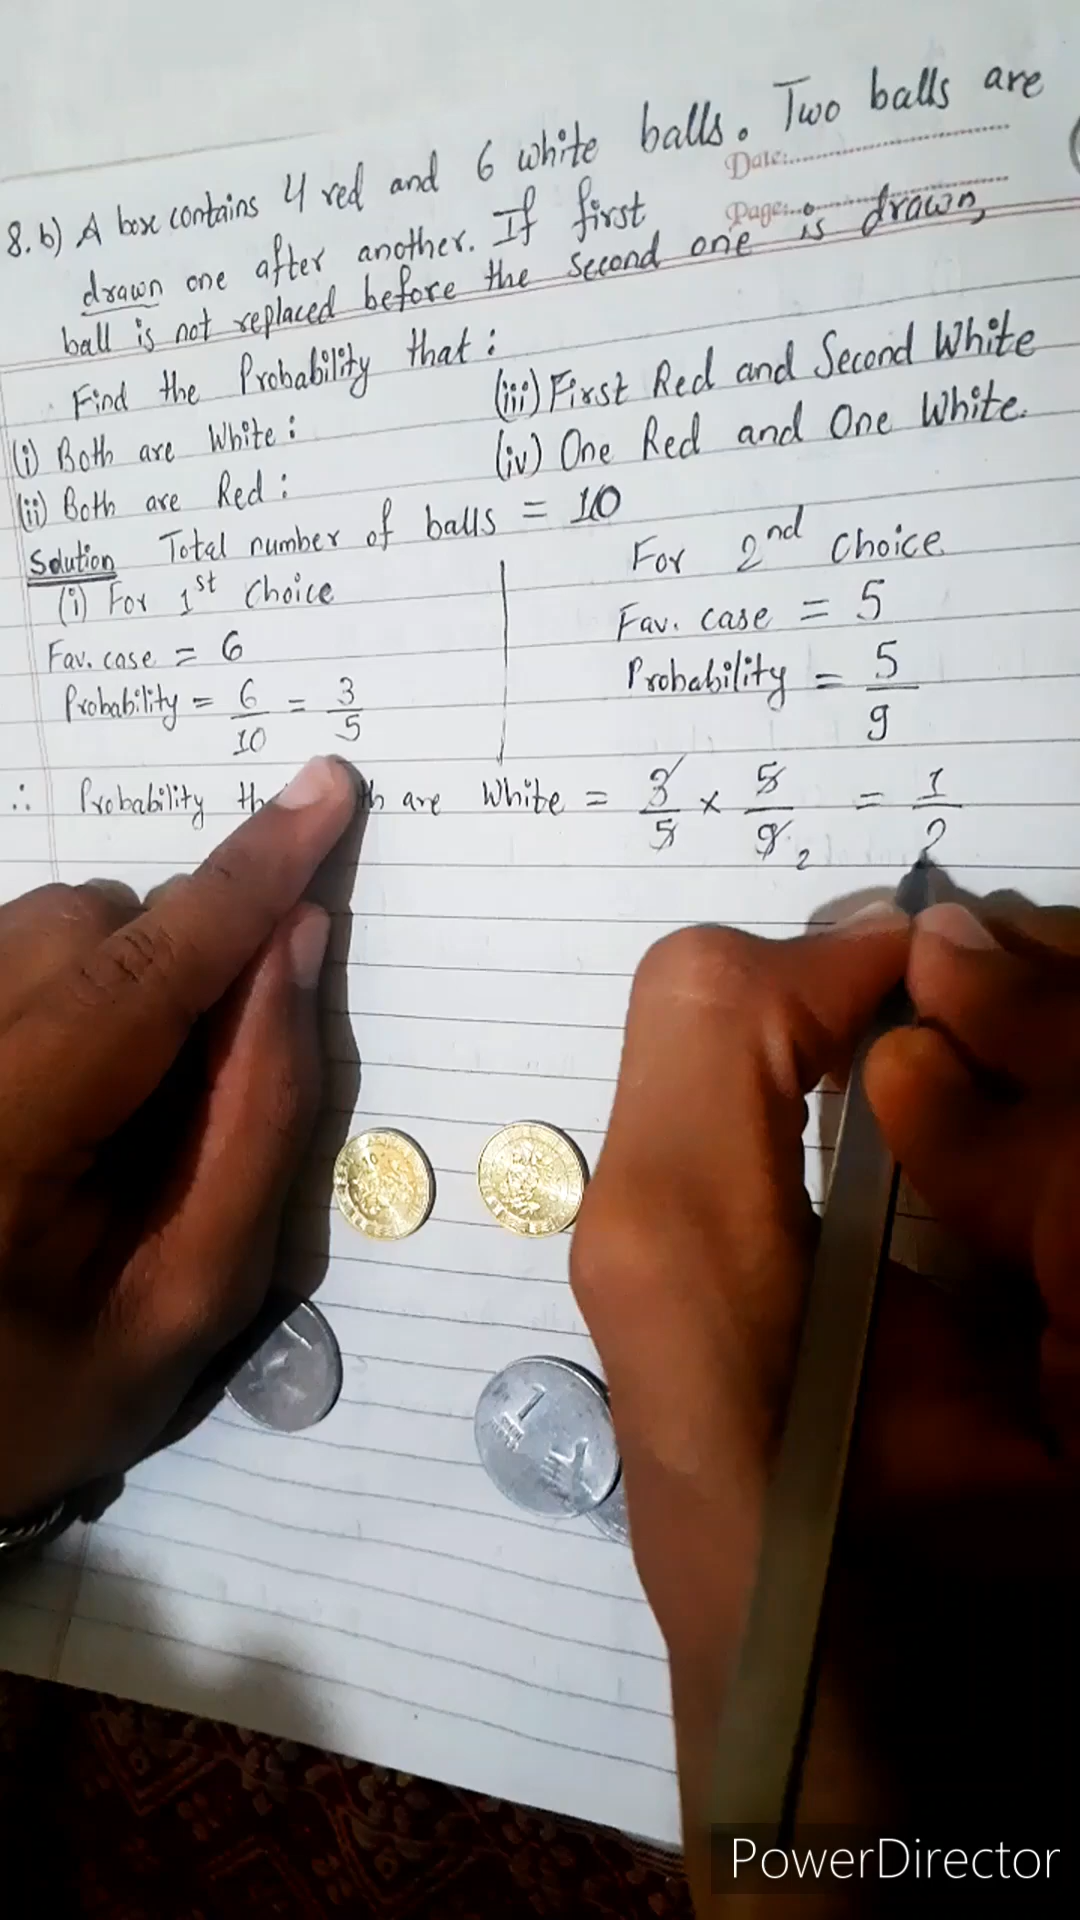 8.b) A box contains 4 red and 6 white balls. Two balls are
Date:
drawn one after another. If first
Page:
ball is not replaced before the second one is drawn,
Find the Probability that:
(i) Both are White:
(iii) First Red and Second White
(ii) Both are Red:
(iv) One Red and One White.
Solution Total number of balls = 10
(i) For 1st Choice
Fav. case = 6
Probability = 6/10 = 3/5
For 2nd Choice
Fav. case = 5
Probability = 5/9
∴ Probability are White = 3/5 × 5/9 2 = 1/2
10
1
PowerDirector